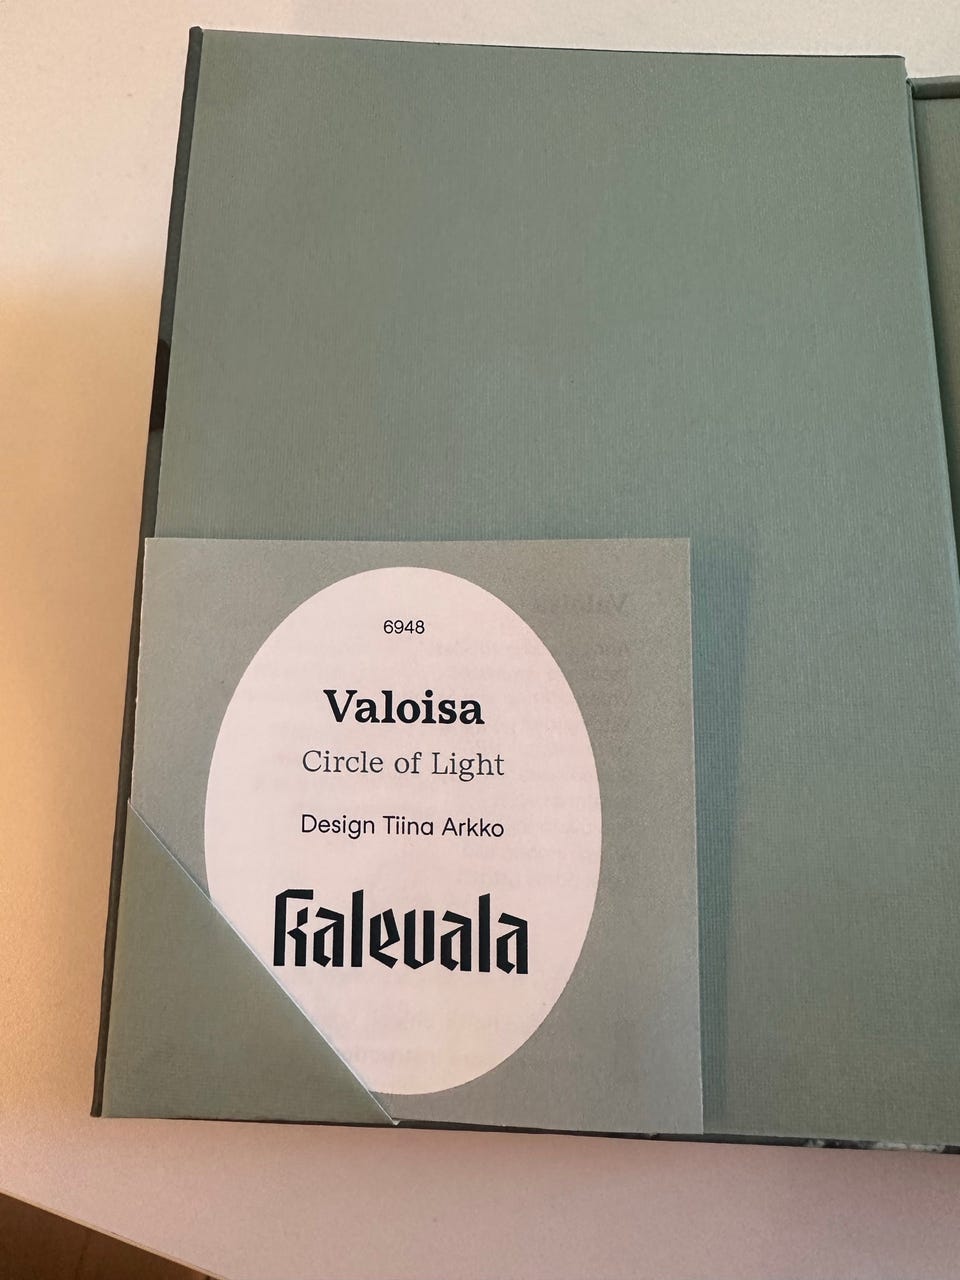 6948
Valoisa
Circle of Light
Design Tiina Arkko
kalevala